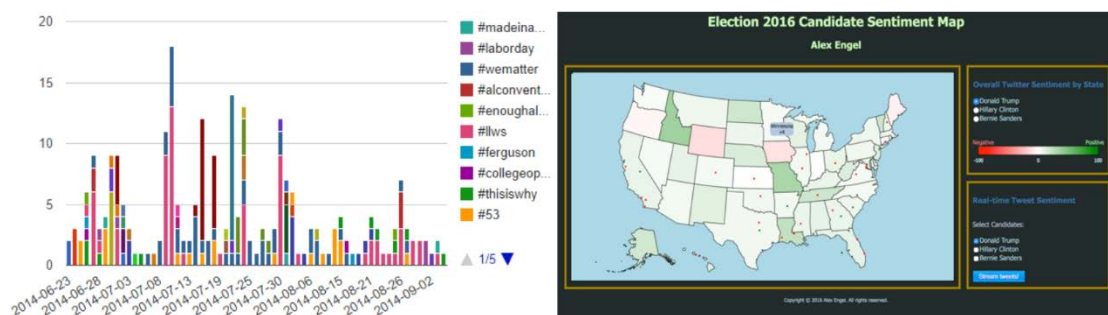 20
15
10
5
0
2014-06-23
2014-06-28
2014-07-03
2014-07-08
2014-07-13
2014-07-19
2014-07-25
2014-07-30
2014-08-06
2014-08-15
2014-08-21
2014-08-26
2014-09-02
#madeina...
#laborday
#wematter
#alconvent...
#enoughal...
#llws
#ferguson
#collegeop...
#thisiswhy
#53
1/5
Election 2016 Candidate Sentiment Map
Alex Engel
Minnesota
Overall Twitter Sentiment by State
Donald Trump
Hillary Clinton
Bernie Sanders
Negative Positive
-100 0 100
Real-time Tweet Sentiment
Select Candidates:
Donald Trump
Hillary Clinton
Bernie Sanders
Stream tweets!
Copyright © 2016 Alex Engel. All rights reserved.